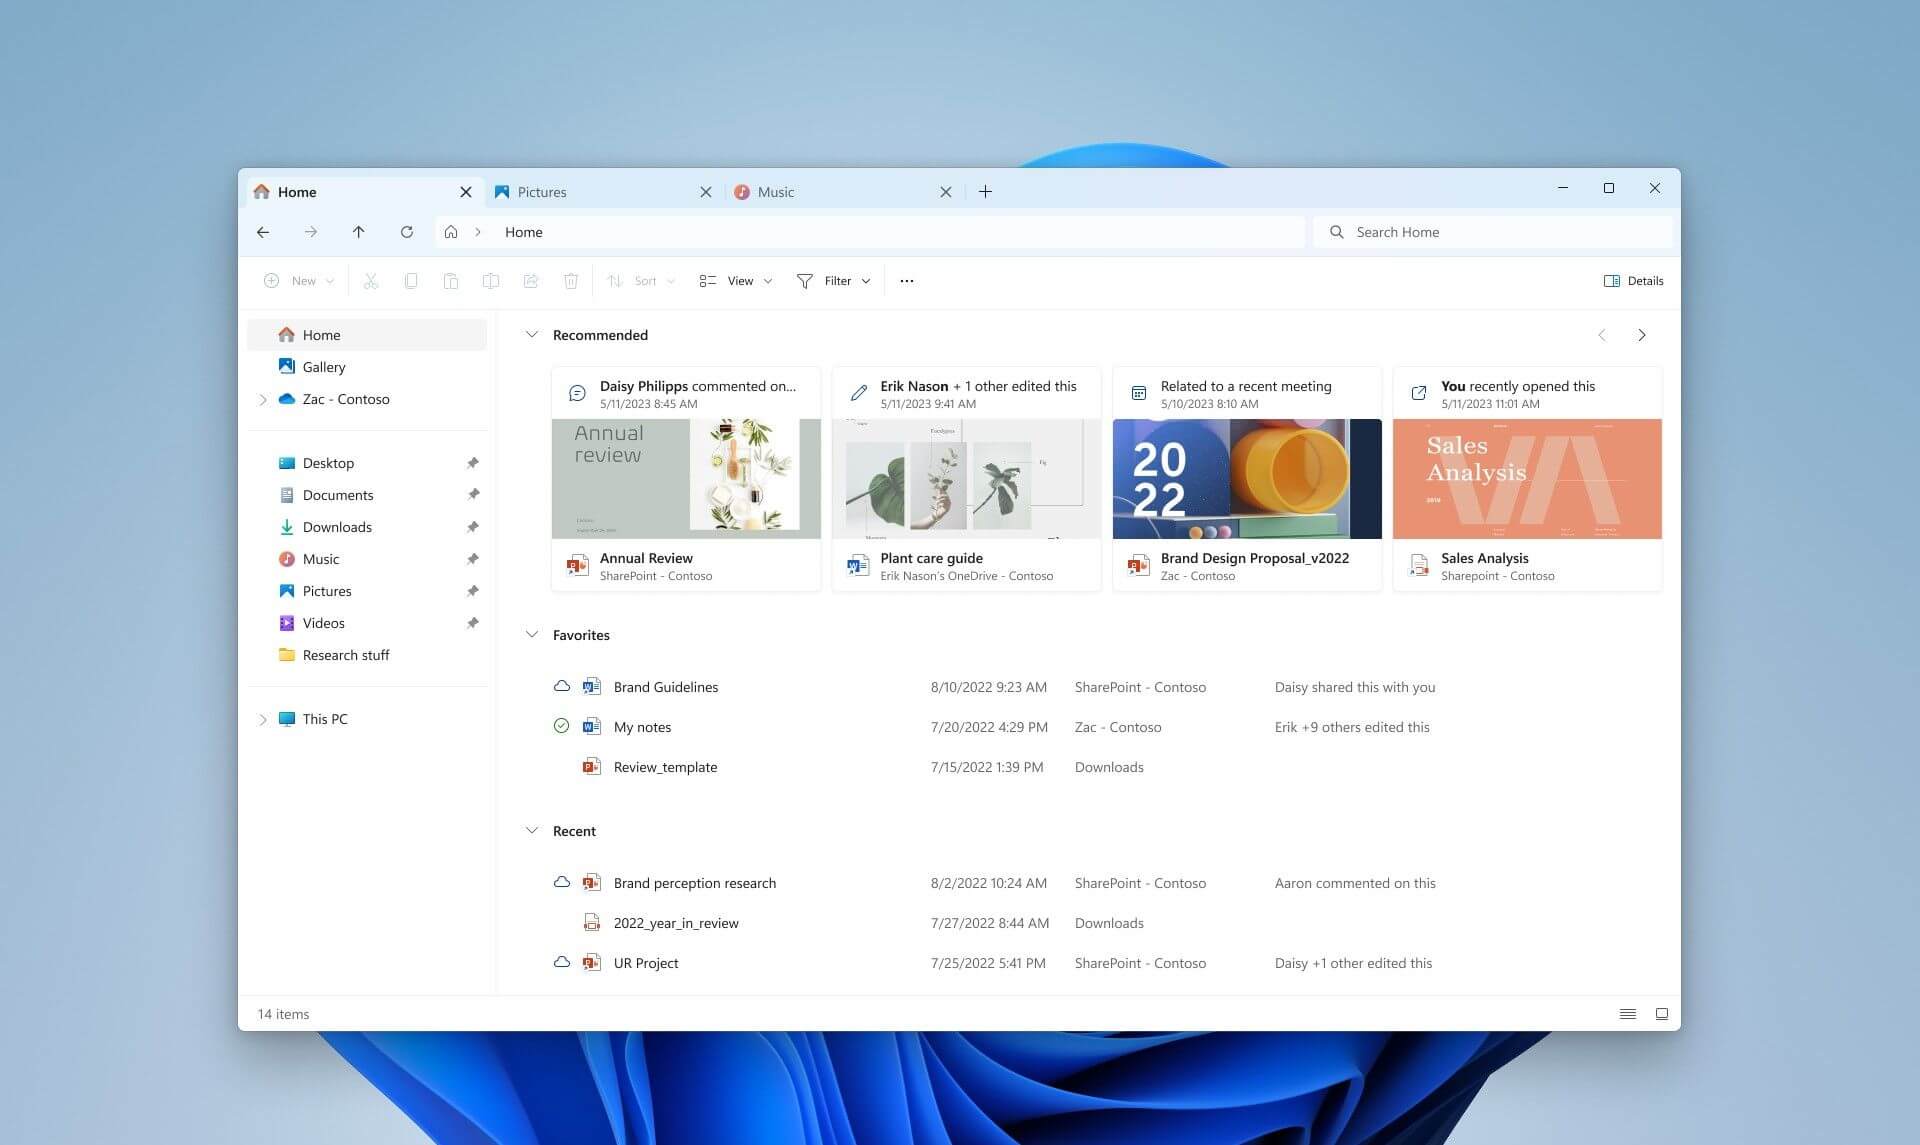 Home
Pictures
Music
Home
Search Home
New
Sort
View
Filter
Details
Home
Gallery
Zac - Contoso
Desktop
Documents
Downloads
Music
Pictures
Videos
Research stuff
This PC
Recommended
Daisy Philipps commented on...
5/11/2023 8:45 AM
Annual
review
Annual Review
SharePoint - Contoso
Erik Nason + 1 other edited this
5/11/2023 9:41 AM
Eucalyptus
Fig
Plant care guide
Erik Nason's OneDrive - Contoso
Related to a recent meeting
5/10/2023 8:10 AM
20
22
Brand Design Proposal_v2022
Zac - Contoso
You recently opened this
5/11/2023 11:01 AM
Sales
Analysis
Sales Analysis
Sharepoint - Contoso
Favorites
Brand Guidelines 8/10/2022 9:23 AM SharePoint - Contoso Daisy shared this with you
My notes 7/20/2022 4:29 PM Zac - Contoso Erik +9 others edited this
Review_template 7/15/2022 1:39 PM Downloads
Recent
Brand perception research 8/2/2022 10:24 AM SharePoint - Contoso Aaron commented on this
2022_year_in_review 7/27/2022 8:44 AM Downloads
UR Project 7/25/2022 5:41 PM SharePoint - Contoso Daisy +1 other edited this
14 items